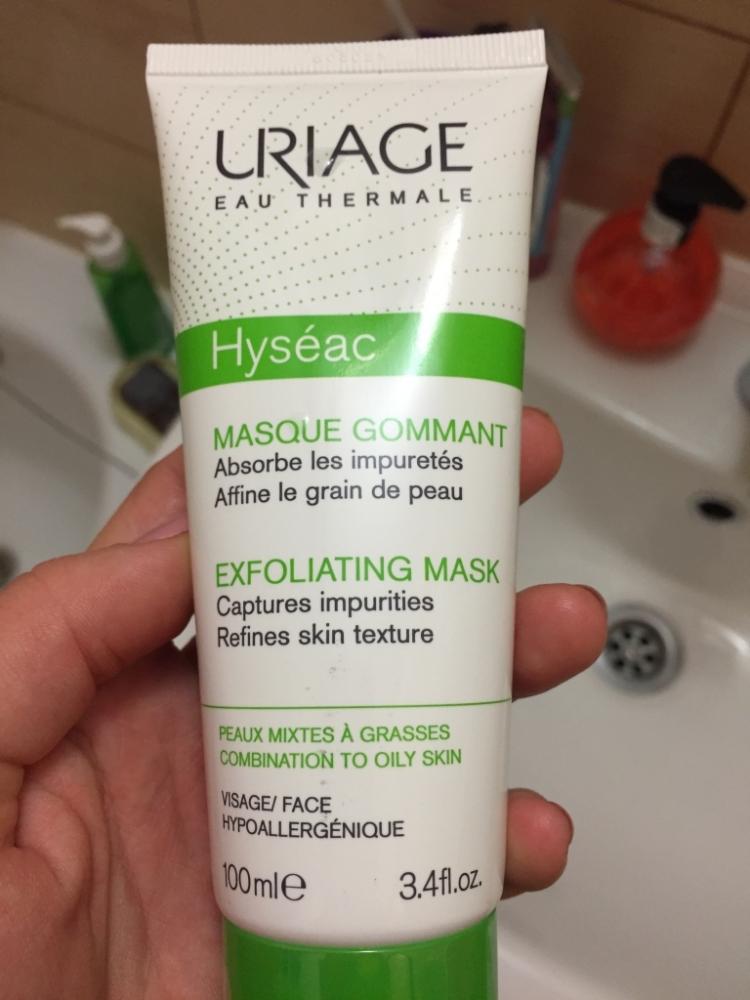 URIAGE
EAU THERMALE
Hyséac
MASQUE GOMMANT
Absorbe les impuretés
Affine le grain de peau
EXFOLIATING MASK
Captures impurities
Refines skin texture
PEAUX MIXTES À GRASSES
COMBINATION TO OILY SKIN
VISAGE/ FACE
HYPOALLERGÉNIQUE
100ml℮ 3.4fl.oz.